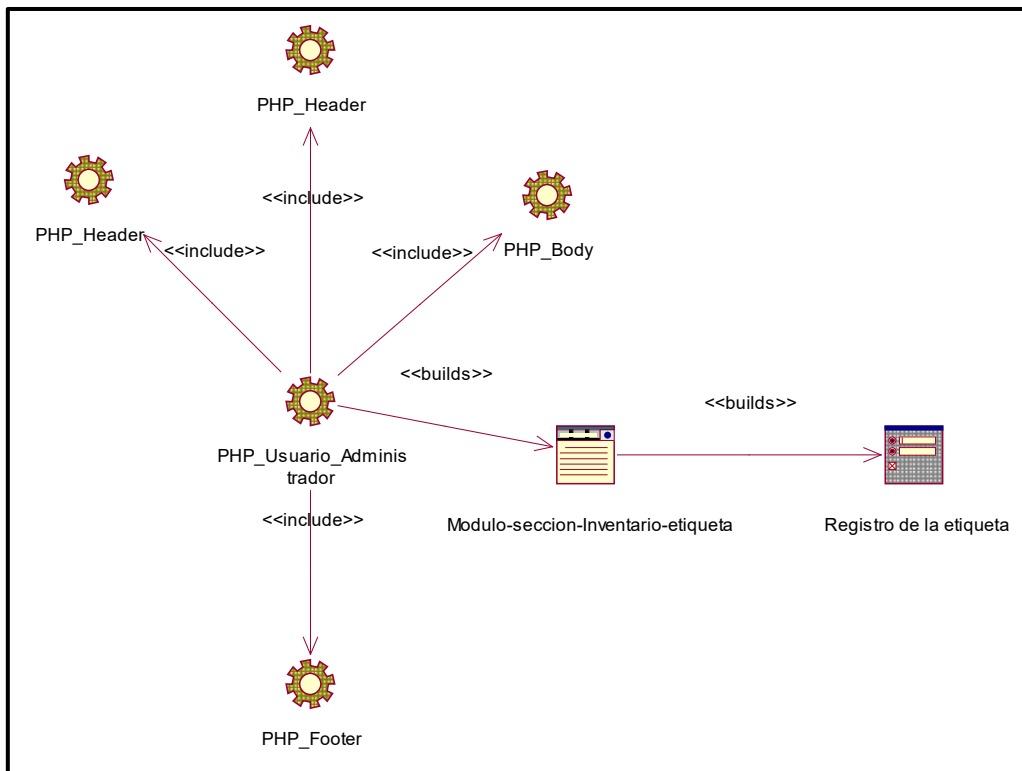 PHP_Header
<<include>>
PHP_Header
<<include>>
<<include>>
PHP_Body
<<builds>>
<<builds>>
PHP_Usuario_Adminis
trador
<<include>>
Modulo-seccion-Inventario-etiqueta
Registro de la etiqueta
PHP_Footer